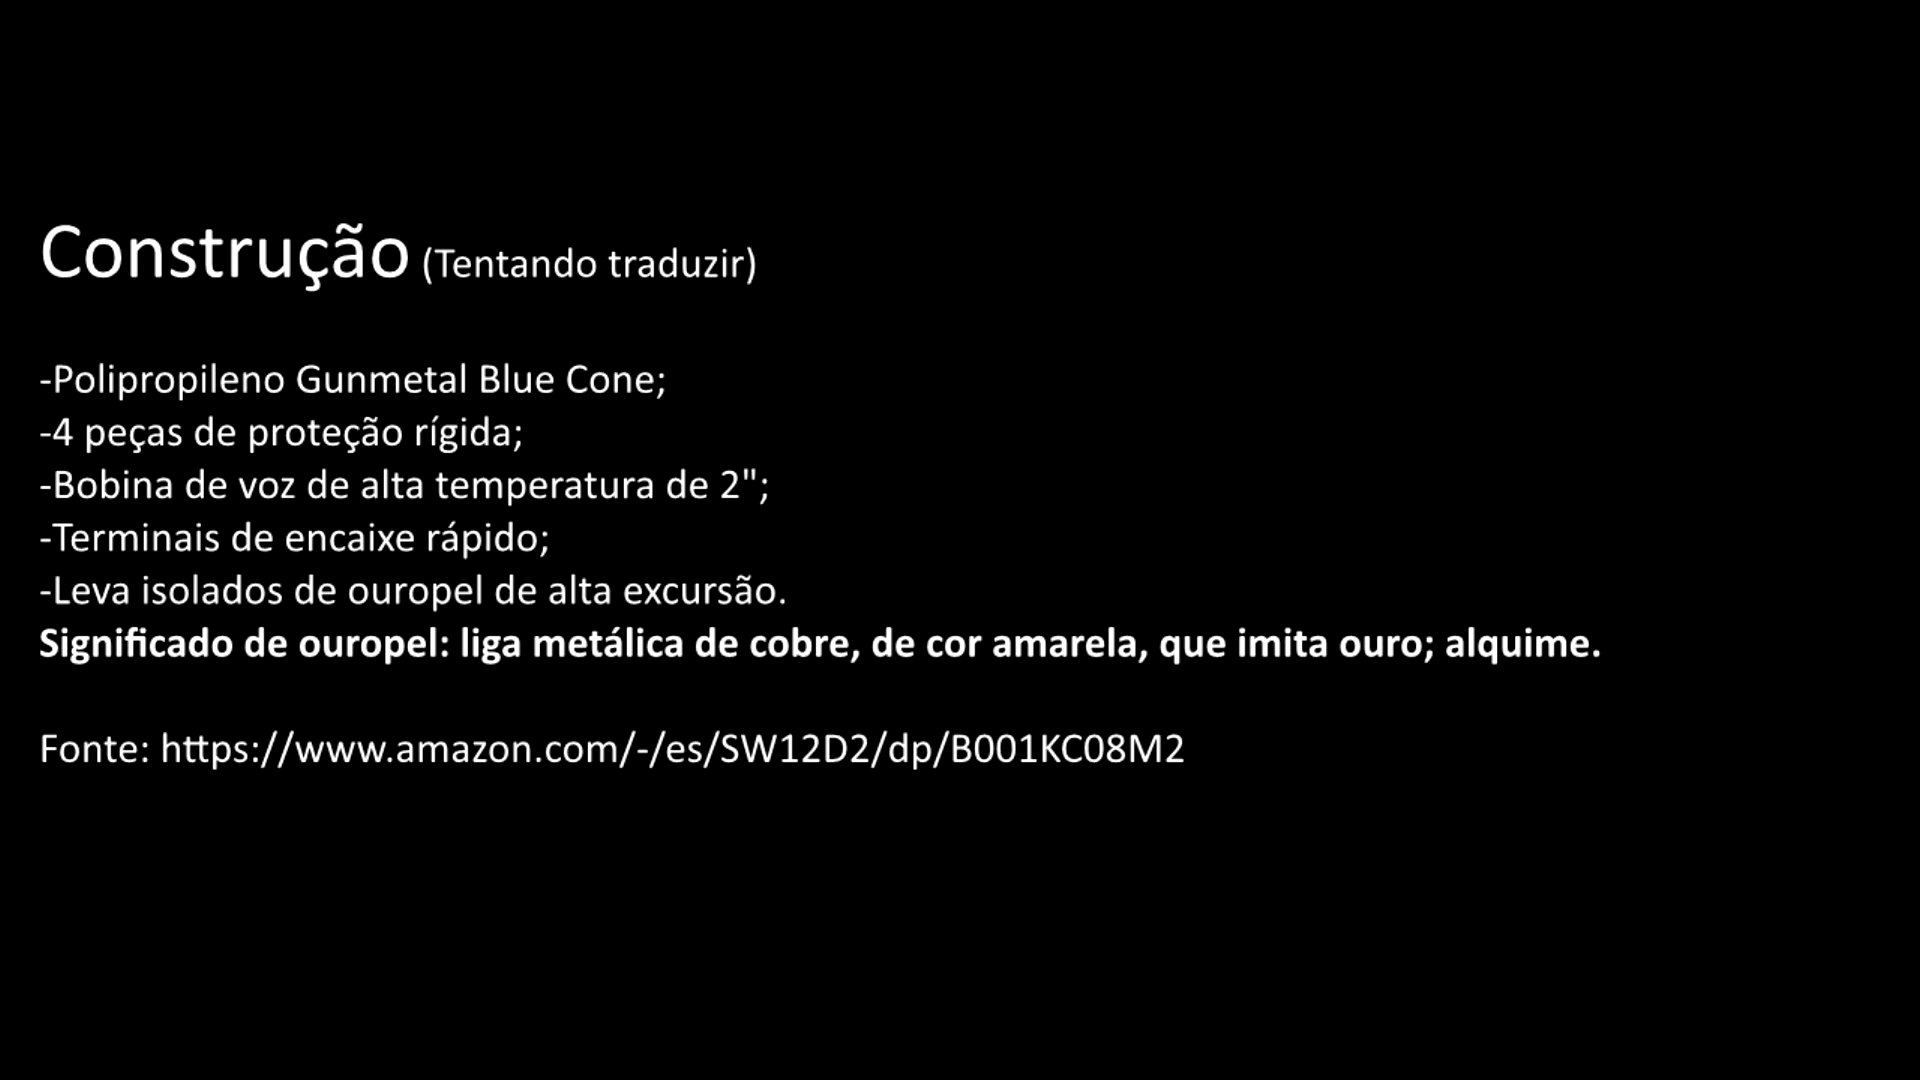 Construção (Tentando traduzir)
-Polipropileno Gunmetal Blue Cone;
-4 peças de proteção rígida;
-Bobina de voz de alta temperatura de 2";
-Terminais de encaixe rápido;
-Leva isolados de ouropel de alta excursão.
Significado de ouropel: liga metálica de cobre, de cor amarela, que imita ouro; alquime.
Fonte: https://www.amazon.com/-/es/SW12D2/dp/B001KC08M2